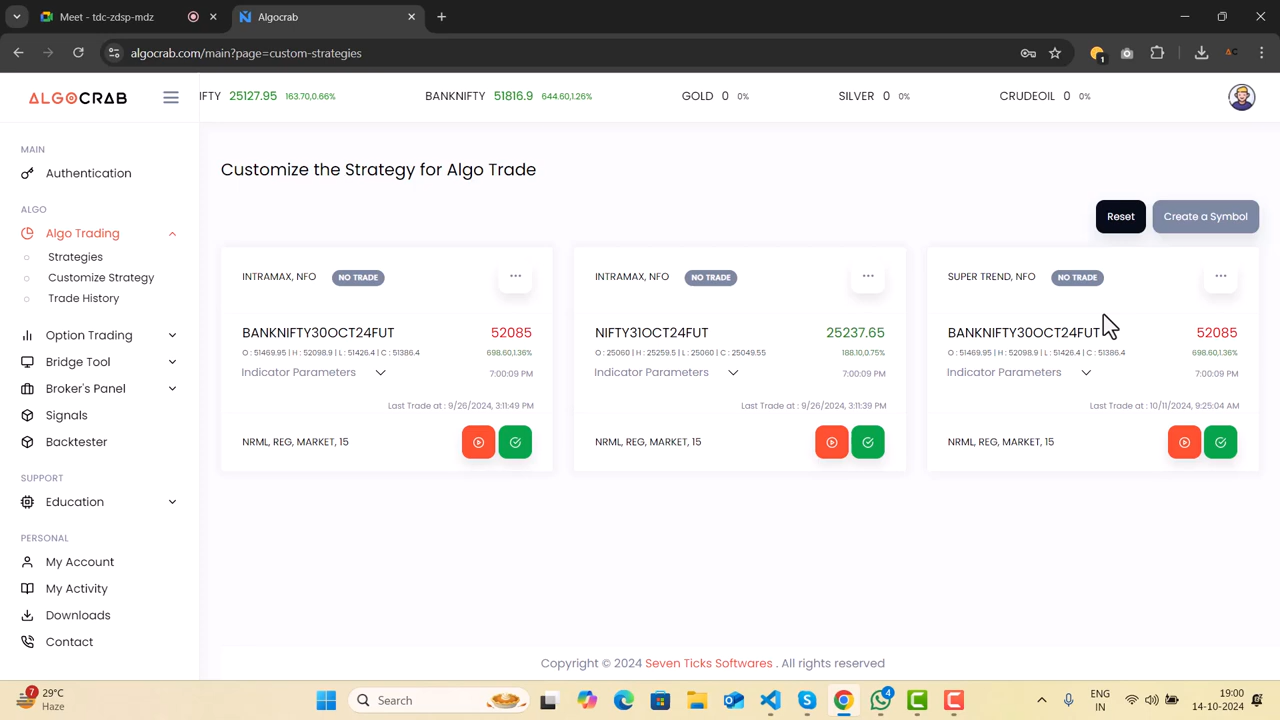 Meet - tdc-zdsp-mdz
Algocrab
algocrab.com/main?page=custom-strategies
1
AC
ALGOCRAB
IFTY 25127.95 163.70,0.66%
BANKNIFTY 51816.9 644.60,1.26%
GOLD 0 0%
SILVER 0 0%
CRUDEOIL 0 0%
MAIN
Authentication
ALGO
Algo Trading
Strategies
Customize Strategy
Trade History
Option Trading
Bridge Tool
Broker's Panel
Signals
Backtester
SUPPORT
Education
PERSONAL
My Account
My Activity
Downloads
Contact
Customize the Strategy for Algo Trade
Reset
Create a Symbol
INTRAMAX, NFO NO TRADE
BANKNIFTY30OCT24FUT 52085
O : 51469.95 | H : 52098.9 | L : 51426.4 | C : 51386.4 698.60,1.36%
Indicator Parameters 7:00:09 PM
Last Trade at : 9/26/2024, 3:11:49 PM
NRML, REG, MARKET, 15
INTRAMAX, NFO NO TRADE
NIFTY31OCT24FUT 25237.65
O : 25060 | H : 25259.5 | L : 25060 | C : 25049.55 188.10,0.75%
Indicator Parameters 7:00:09 PM
Last Trade at : 9/26/2024, 3:11:39 PM
NRML, REG, MARKET, 15
SUPER TREND, NFO NO TRADE
BANKNIFTY30OCT24FUT 52085
O : 51469.95 | H : 52098.9 | L : 51426.4 | C : 51386.4 698.60,1.36%
Indicator Parameters 7:00:09 PM
Last Trade at : 10/11/2024, 9:25:04 AM
NRML, REG, MARKET, 15
Copyright © 2024 Seven Ticks Softwares . All rights reserved
7
29°C
Haze
Search
4
ENG
IN
19:00
14-10-2024